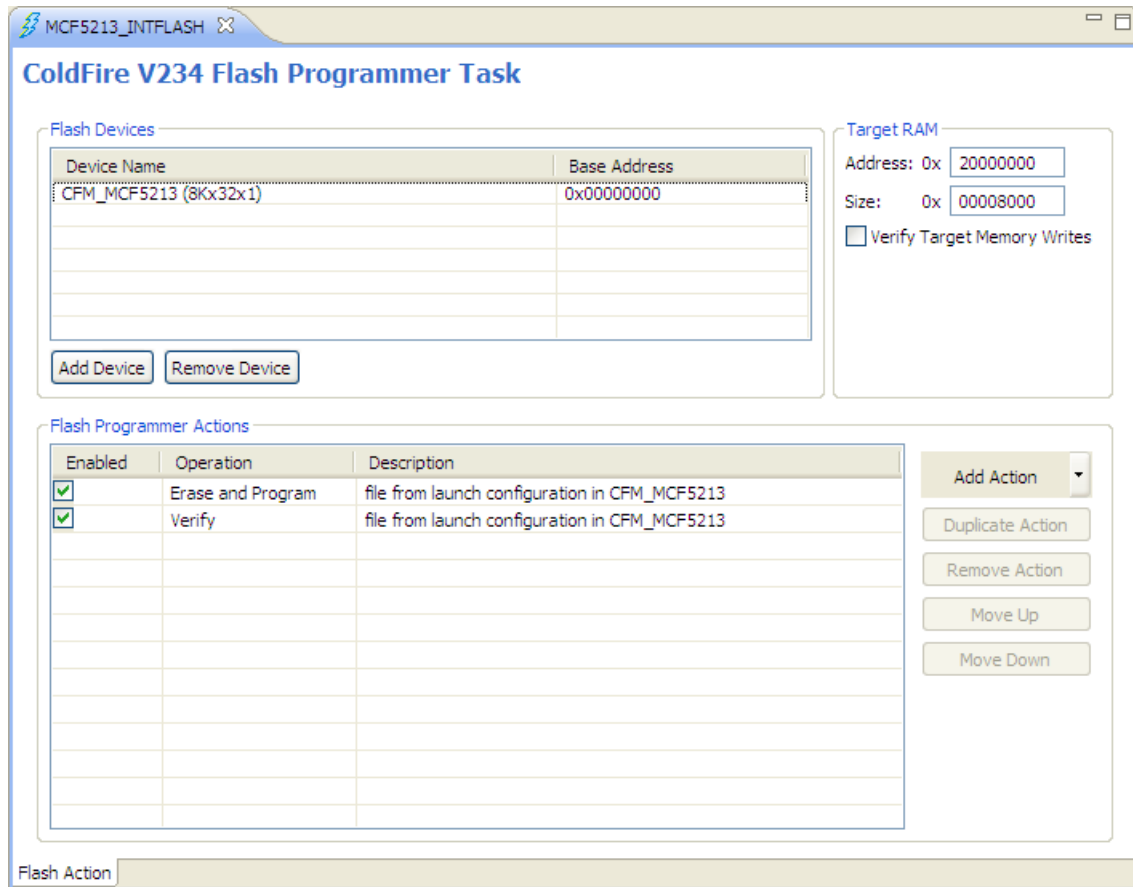 MCF5213_INTFLASH
ColdFire V234 Flash Programmer Task
Flash Devices
Device Name Base Address
CFM_MCF5213 (8Kx32x1) 0x00000000
Add Device Remove Device
Target RAM
Address: 0x 20000000
Size: 0x 00008000
Verify Target Memory Writes
Flash Programmer Actions
Enabled Operation Description
Erase and Program file from launch configuration in CFM_MCF5213
Verify file from launch configuration in CFM_MCF5213
Add Action
Duplicate Action
Remove Action
Move Up
Move Down
Flash Action